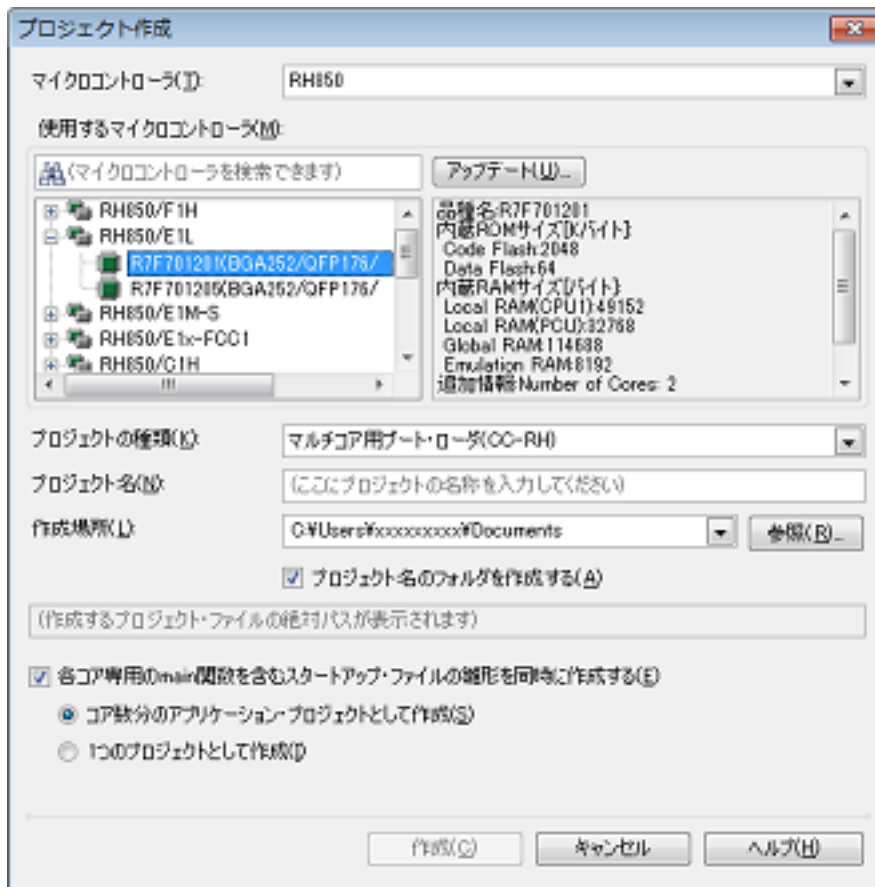 プロジェクト作成
マイクロコントローラ(T):
RH850
使用するマイクロコントローラ(M):
(マイクロコントローラを検索できます)
アップデート(U)...
RH850/F1H
RH850/E1L
R7F701201(BGA252/QFP176/
R7F701205(BGA252/QFP176/
RH850/E1M-S
RH850/E1x-FCC1
RH850/C1H
品種名:R7F701201
内蔵ROMサイズ[Kバイト]
Code Flash:2048
Data Flash:64
内蔵RAMサイズ[バイト]
Local RAM(CPU1):49152
Local RAM(PCU):32768
Global RAM:114688
Emulation RAM:8192
追加情報:Number of Cores: 2
プロジェクトの種類(K):
マルチコア用ブート・ローダ(CC-RH)
プロジェクト名(N):
(ここにプロジェクトの名称を入力してください)
作成場所(L):
C:¥Users¥xxxxxxxxxx¥Documents
参照(R)...
プロジェクト名のフォルダを作成する(A)
(作成するプロジェクト・ファイルの絶対パスが表示されます)
各コア専用のmain関数を含むスタートアップ・ファイルの雛形を同時に作成する(E)
コア数分のアプリケーション・プロジェクトとして作成(S)
1つのプロジェクトとして作成(I)
作成(C)
キャンセル
ヘルプ(H)